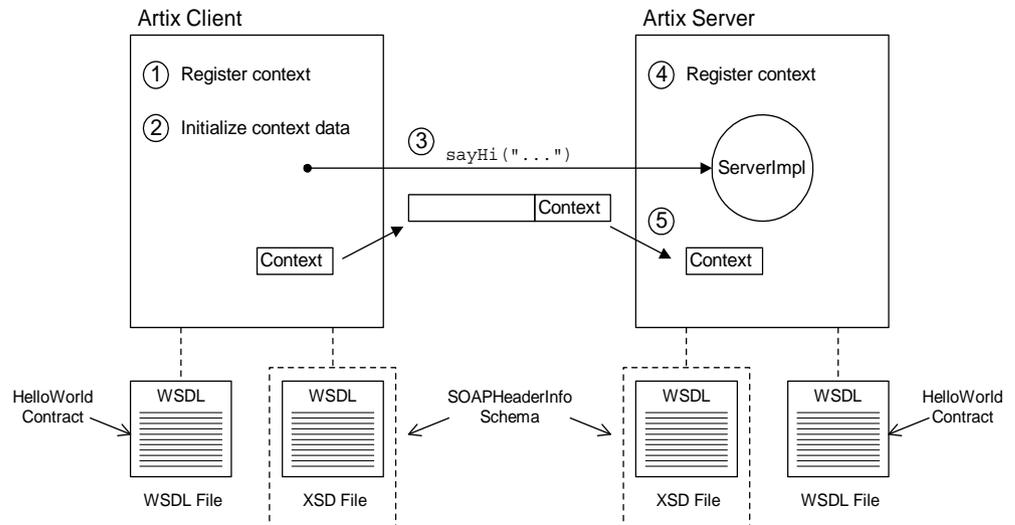 Artix Client
Artix Server
1 Register context
4 Register context
2 Initialize context data
3
sayHi("...")
ServerImpl
Context
5
Context
Context
HelloWorld
Contract
WSDL
WSDL
SOAPHeaderInfo
Schema
WSDL
WSDL
HelloWorld
Contract
WSDL File
XSD File
XSD File
WSDL File